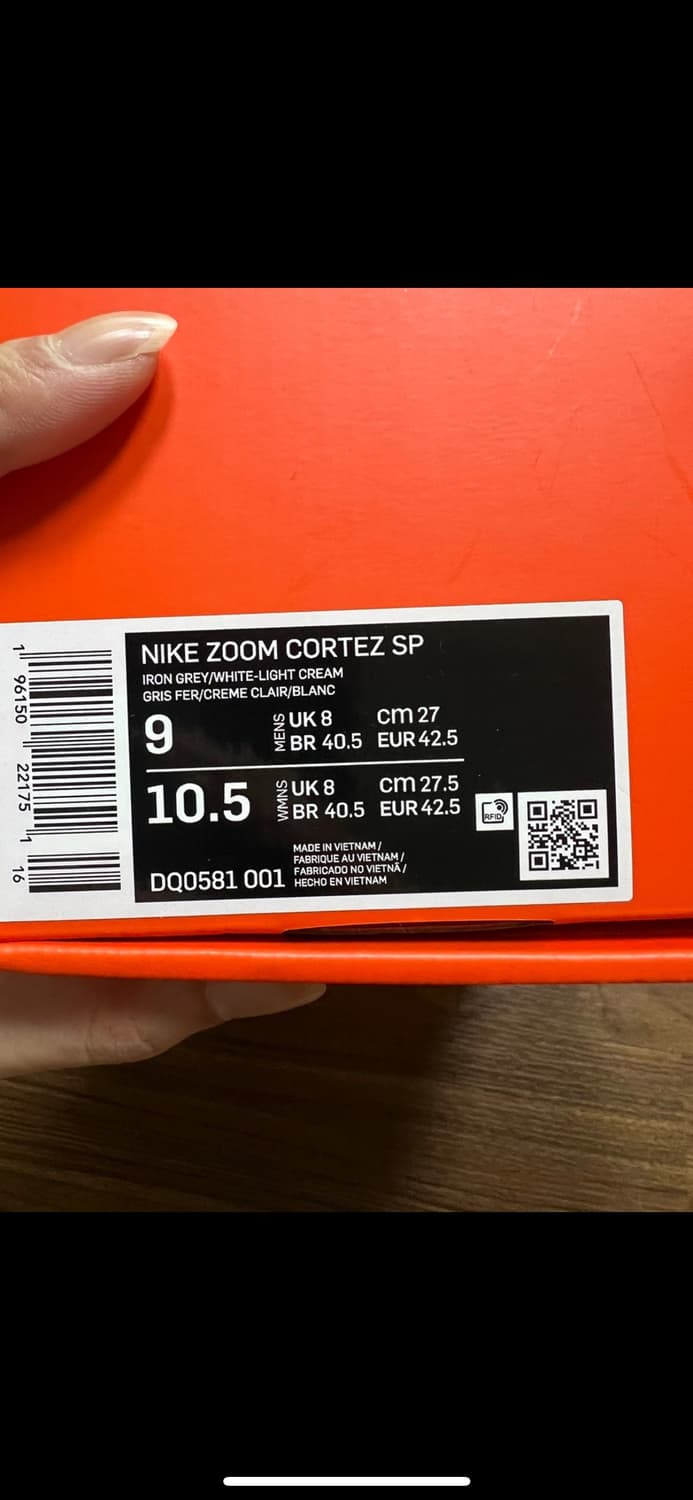 NIKE ZOOM CORTEZ SP
IRON GREY/WHITE-LIGHT CREAM
GRIS FER/CREME CLAIR/BLANC
9 MENS UK 8 cm 27
BR 40.5 EUR 42.5
10.5 WMNS UK 8 cm 27.5
BR 40.5 EUR 42.5
RFID
MADE IN VIETNAM /
FABRIQUE AU VIETNAM /
FABRICADO NO VIETNÃ /
HECHO EN VIETNAM
DQ0581 001
1 96150 22175 1 16